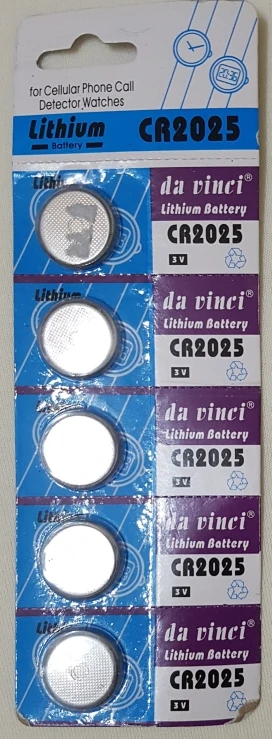 for Cellular Phone Call
Detector,Watches
Lithium
Battery
CR2025
da vinci®
Lithium Battery
CR2025
3V
da vinci®
Lithium Battery
CR2025
3V
da vinci®
Lithium Battery
CR2025
3V
da vinci®
Lithium Battery
CR2025
3V
da vinci®
Lithium Battery
CR2025
3V